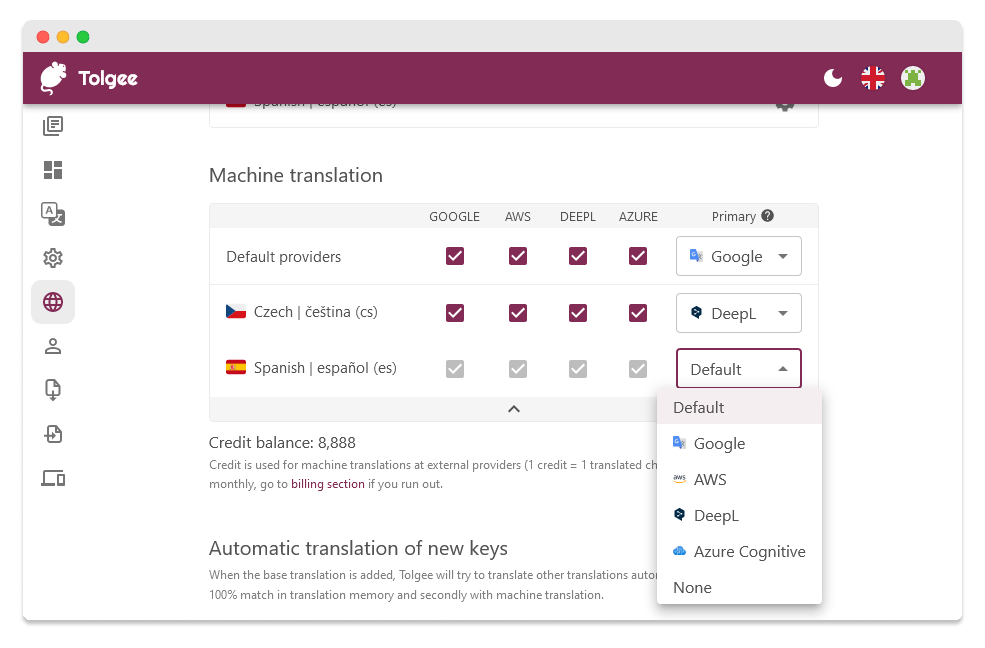 Tolgee
Spanish | español (es)
Machine translation
GOOGLE AWS DEEPL AZURE Primary
Default providers Google
Czech | čeština (cs) DeepL
Spanish | español (es) Default
Default
Google
aws AWS
DeepL
Azure Cognitive
None
Credit balance: 8,888
Credit is used for machine translations at external providers (1 credit = 1 translated
monthly, go to billing section if you run out.
Automatic translation of new keys
When the base translation is added, Tolgee will try to translate other translations
100% match in translation memory and secondly with machine translation.